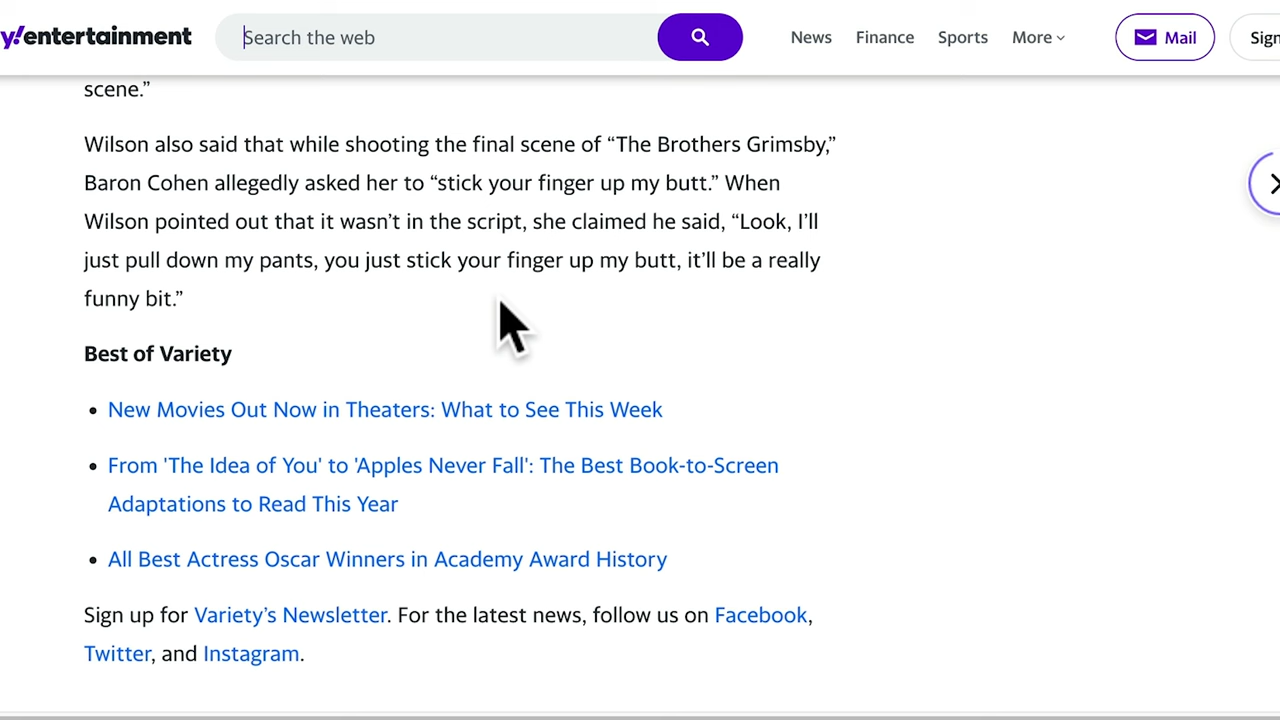 y!entertainment
Search the web
News Finance Sports More Mail Sign
scene.”
Wilson also said that while shooting the final scene of “The Brothers Grimsby,”
Baron Cohen allegedly asked her to “stick your finger up my butt.” When
Wilson pointed out that it wasn’t in the script, she claimed he said, “Look, I’ll
just pull down my pants, you just stick your finger up my butt, it’ll be a really
funny bit.”
Best of Variety
• New Movies Out Now in Theaters: What to See This Week
• From 'The Idea of You' to 'Apples Never Fall': The Best Book-to-Screen
Adaptations to Read This Year
• All Best Actress Oscar Winners in Academy Award History
Sign up for Variety’s Newsletter. For the latest news, follow us on Facebook,
Twitter, and Instagram.